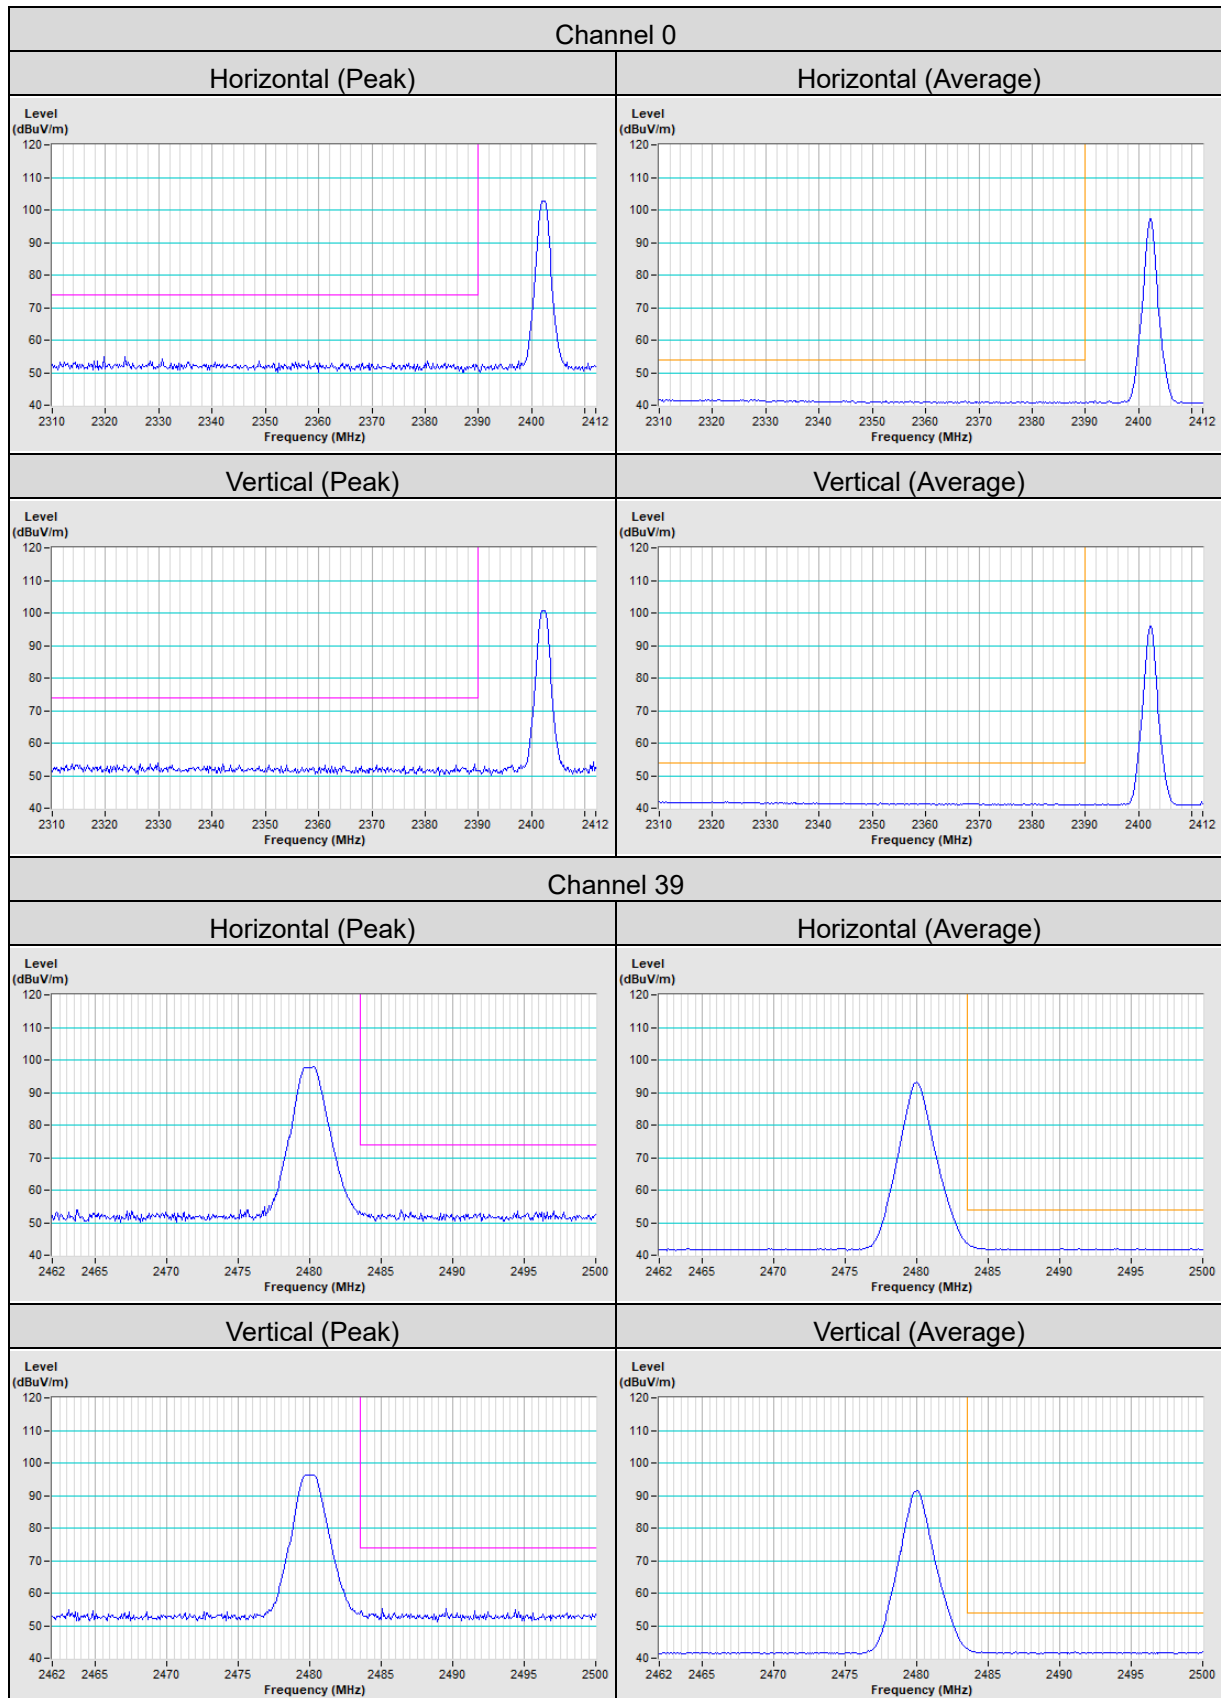 Channel 0
Horizontal (Peak) Horizontal (Average)
Level
(dBuV/m)
120
110
100
90
80
70
60
50
40
2310 2320 2330 2340 2350 2360 2370 2380 2390 2400 2412
Frequency (MHz)
Level
(dBuV/m)
120
110
100
90
80
70
60
50
40
2310 2320 2330 2340 2350 2360 2370 2380 2390 2400 2412
Frequency (MHz)
Vertical (Peak) Vertical (Average)
Level
(dBuV/m)
120
110
100
90
80
70
60
50
40
2310 2320 2330 2340 2350 2360 2370 2380 2390 2400 2412
Frequency (MHz)
Level
(dBuV/m)
120
110
100
90
80
70
60
50
40
2310 2320 2330 2340 2350 2360 2370 2380 2390 2400 2412
Frequency (MHz)
Channel 39
Horizontal (Peak) Horizontal (Average)
Level
(dBuV/m)
120
110
100
90
80
70
60
50
40
2462 2465 2470 2475 2480 2485 2490 2495 2500
Frequency (MHz)
Level
(dBuV/m)
120
110
100
90
80
70
60
50
40
2462 2465 2470 2475 2480 2485 2490 2495 2500
Frequency (MHz)
Vertical (Peak) Vertical (Average)
Level
(dBuV/m)
120
110
100
90
80
70
60
50
40
2462 2465 2470 2475 2480 2485 2490 2495 2500
Frequency (MHz)
Level
(dBuV/m)
120
110
100
90
80
70
60
50
40
2462 2465 2470 2475 2480 2485 2490 2495 2500
Frequency (MHz)